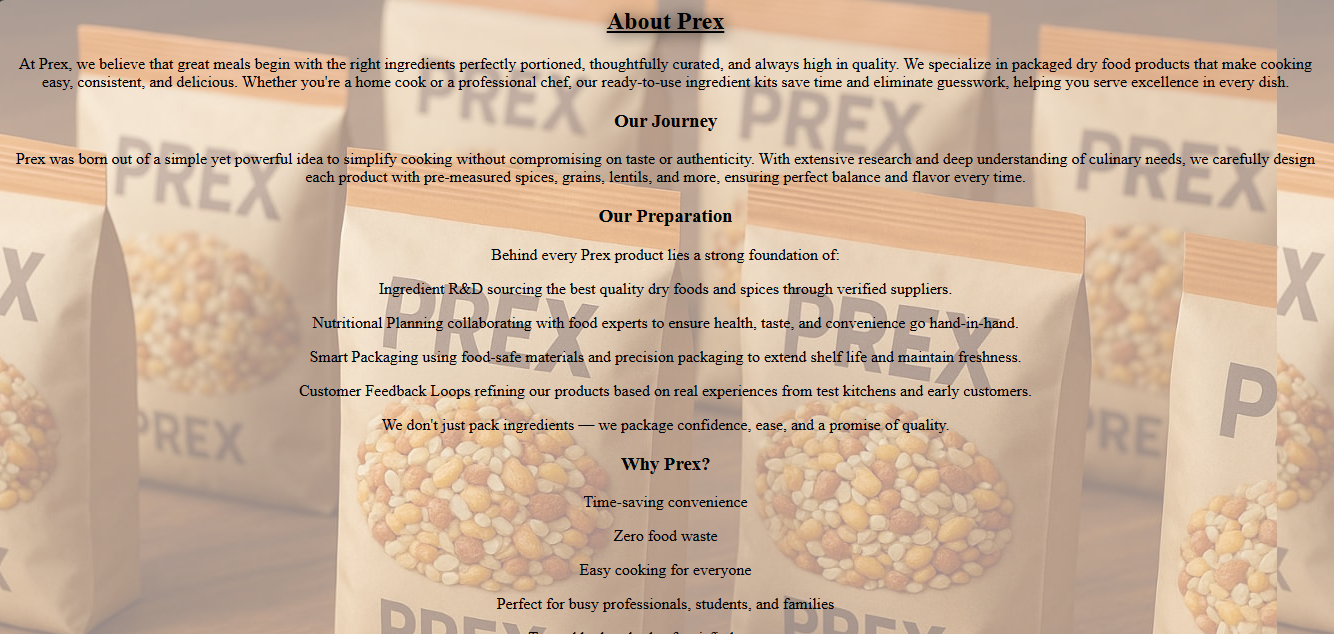 About Prex
At Prex, we believe that great meals begin with the right ingredients perfectly portioned, thoughtfully curated, and always high in quality. We specialize in packaged dry food products that make cooking
easy, consistent, and delicious. Whether you're a home cook or a professional chef, our ready-to-use ingredient kits save time and eliminate guesswork, helping you serve excellence in every dish.
Our Journey
Prex was born out of a simple yet powerful idea to simplify cooking without compromising on taste or authenticity. With extensive research and deep understanding of culinary needs, we carefully design
each product with pre-measured spices, grains, lentils, and more, ensuring perfect balance and flavor every time.
Our Preparation
Behind every Prex product lies a strong foundation of:
Ingredient R&D sourcing the best quality dry foods and spices through verified suppliers.
Nutritional Planning collaborating with food experts to ensure health, taste, and convenience go hand-in-hand.
Smart Packaging using food-safe materials and precision packaging to extend shelf life and maintain freshness.
Customer Feedback Loops refining our products based on real experiences from test kitchens and early customers.
We don't just pack ingredients — we package confidence, ease, and a promise of quality.
Why Prex?
Time-saving convenience
Zero food waste
Easy cooking for everyone
Perfect for busy professionals, students, and families
PREX
PREX
PREX
PREX
PREX
PREX
PREX
PREX
PREX
PREX